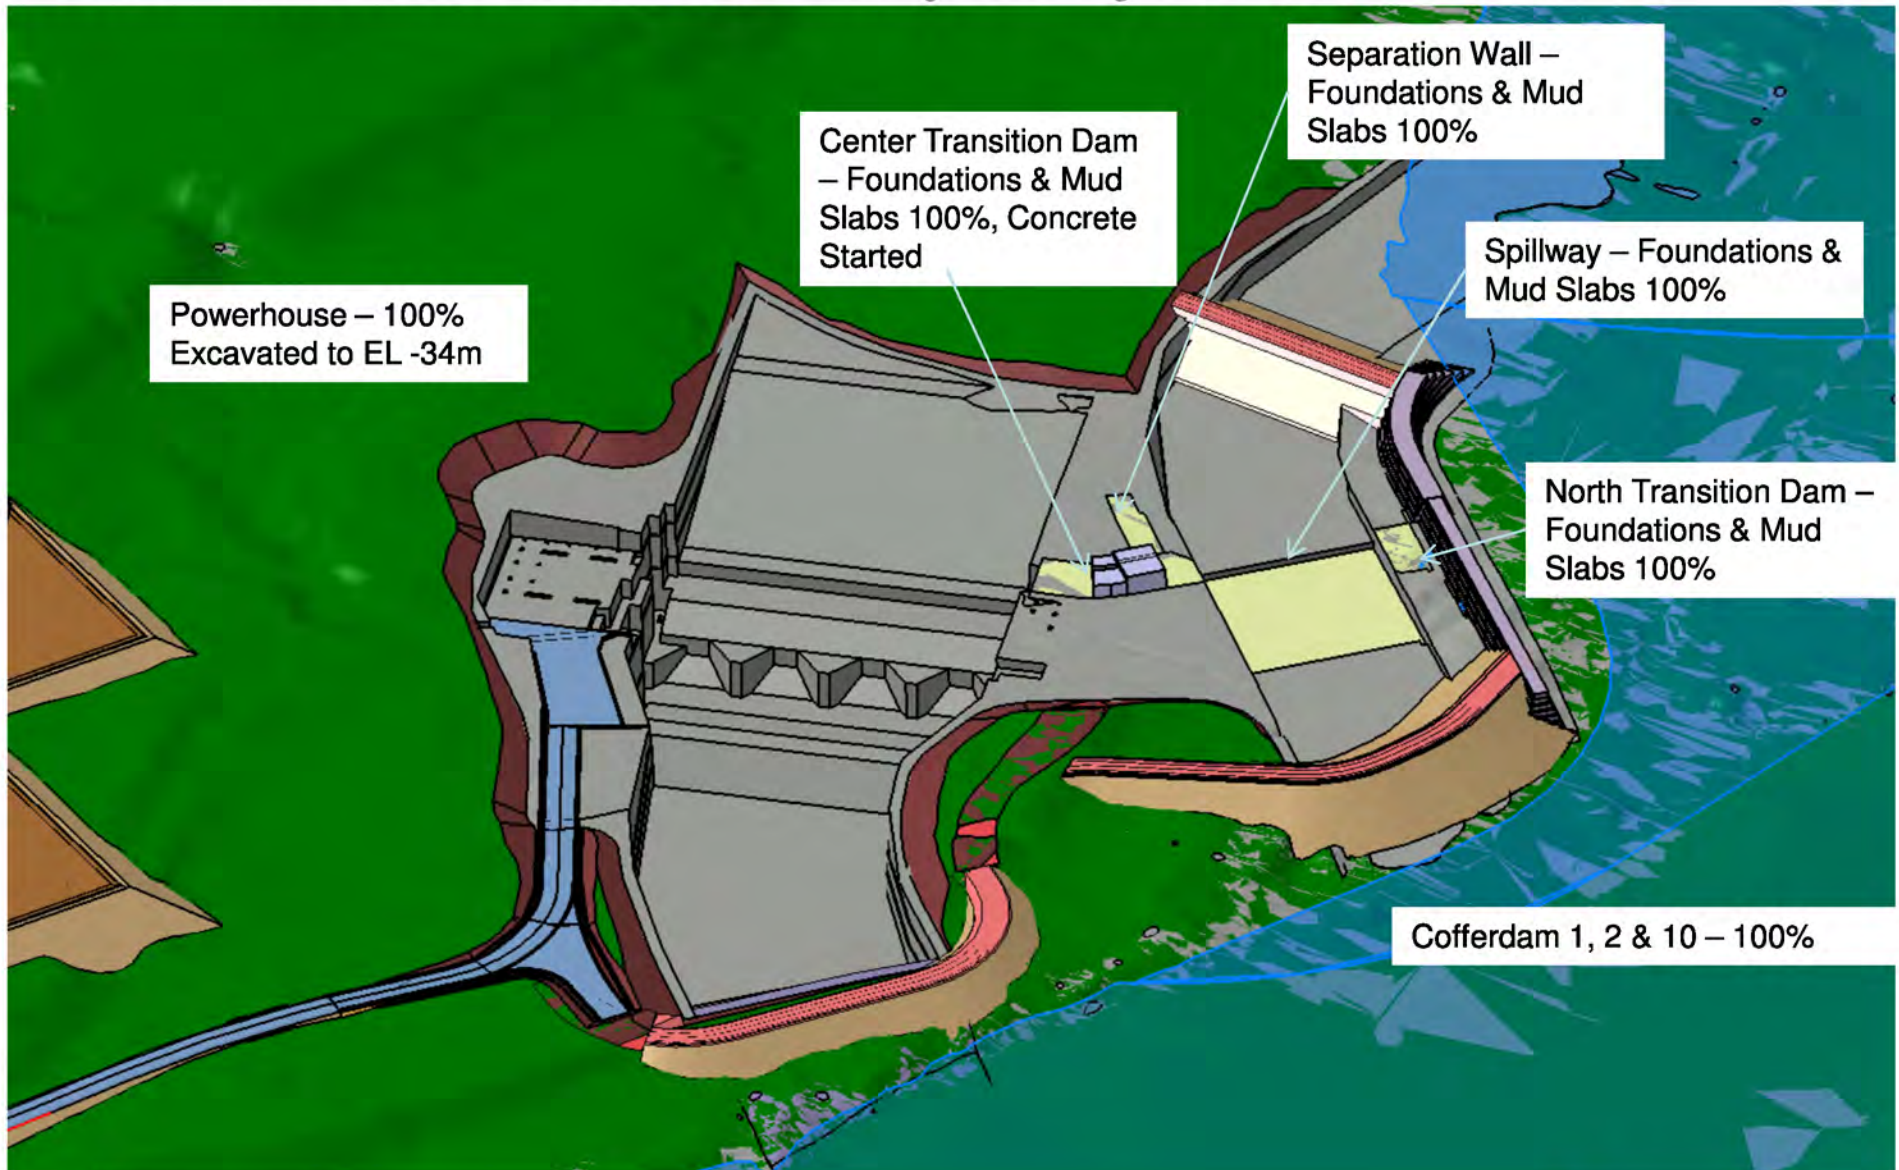 Separation Wall –
Foundations & Mud
Slabs 100%
Center Transition Dam
– Foundations & Mud
Slabs 100%, Concrete
Started
Spillway – Foundations &
Mud Slabs 100%
Powerhouse – 100%
Excavated to EL -34m
North Transition Dam –
Foundations & Mud
Slabs 100%
Cofferdam 1, 2 & 10 – 100%